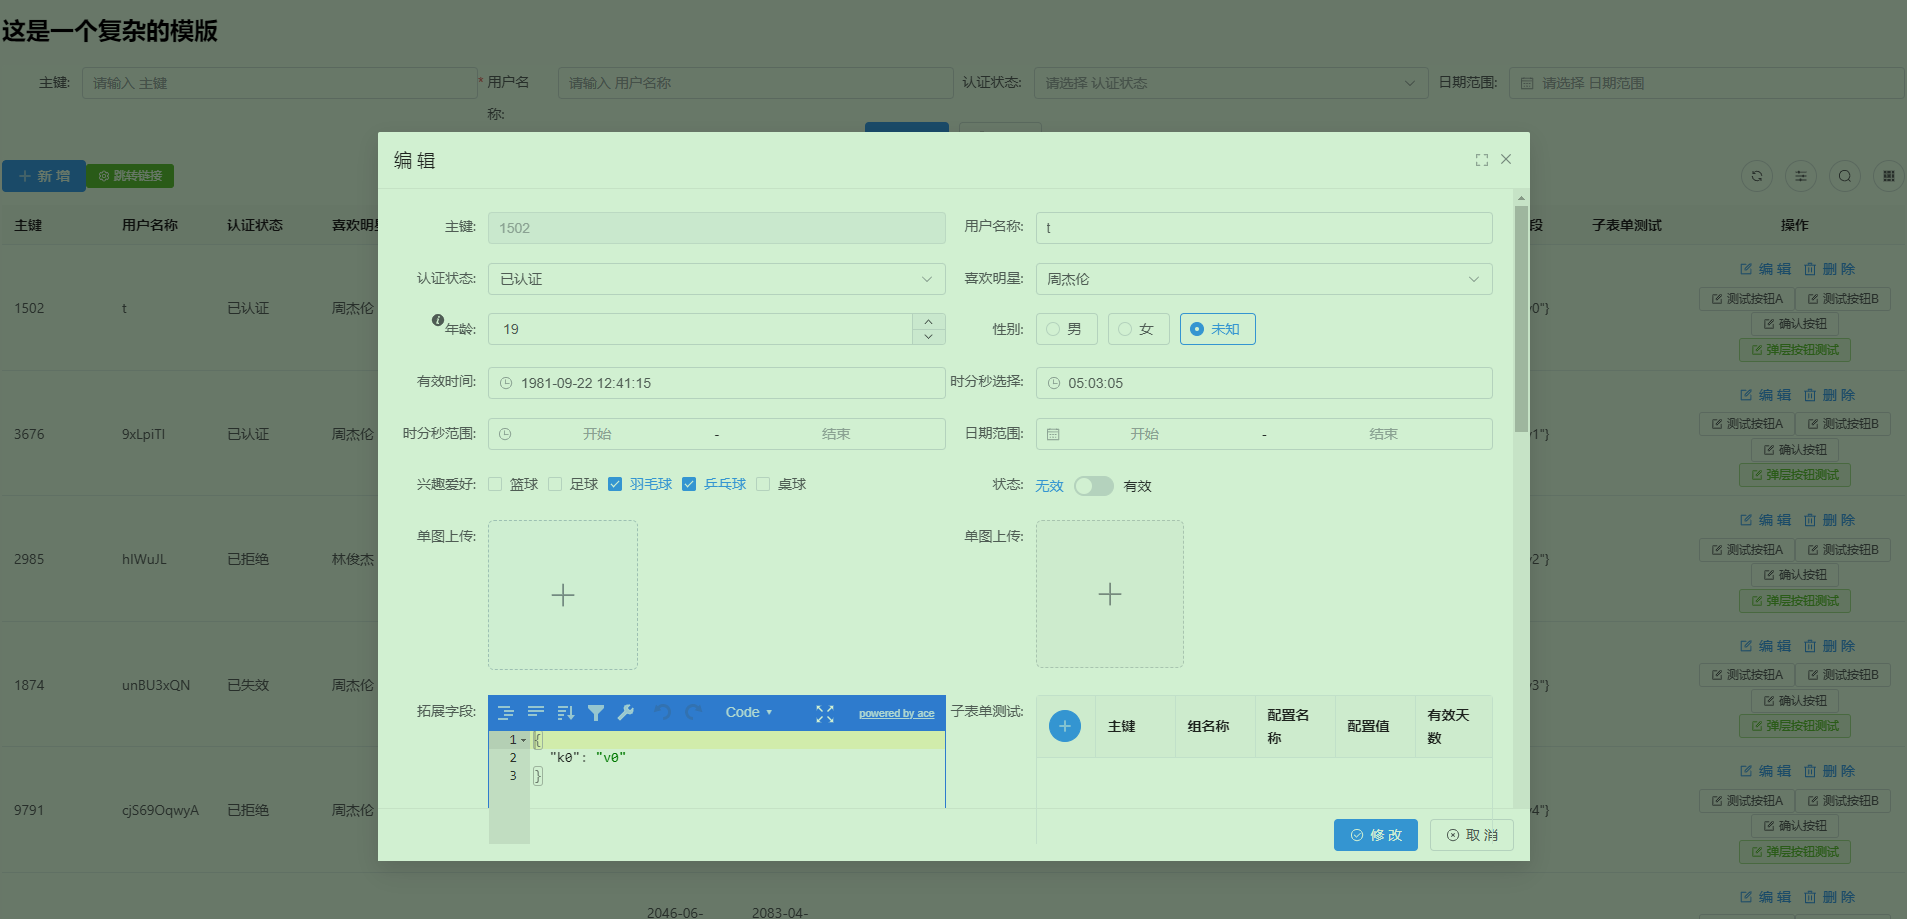 这是一个复杂的模版
主键: 请输入 主键 * 用户名称: 请输入 用户名称 认证状态: 请选择 认证状态 日期范围: 请选择 日期范围
新 增 跳转链接
主键 用户名称 认证状态 喜欢明星 段 子表单测试 操作
1502 t 已认证 周杰伦 0"} 编 辑 删 除
测试按钮A 测试按钮B
确认按钮
弹层按钮测试
3676 9xLpiTI 已认证 周杰伦 1"} 编 辑 删 除
测试按钮A 测试按钮B
确认按钮
弹层按钮测试
2985 hIWuJL 已拒绝 林俊杰 2"} 编 辑 删 除
测试按钮A 测试按钮B
确认按钮
弹层按钮测试
1874 unBU3xQN 已失效 周杰伦 3"} 编 辑 删 除
测试按钮A 测试按钮B
确认按钮
弹层按钮测试
9791 cjS69OqwyA 已拒绝 周杰伦 4"} 编 辑 删 除
测试按钮A 测试按钮B
确认按钮
弹层按钮测试
2046-06- 2083-04- 编 辑 删 除
编 辑
主键: 1502 用户名称: t
认证状态: 已认证 喜欢明星: 周杰伦
年龄: 19 性别: 男 女 未知
有效时间: 1981-09-22 12:41:15 时分秒选择: 05:03:05
时分秒范围: 开始 - 结束 日期范围: 开始 - 结束
兴趣爱好: 篮球 足球 羽毛球 乒乓球 桌球 状态: 无效 有效
单图上传: 单图上传:
拓展字段: Code powered by ace 子表单测试: 主键 组名称 配置名称 配置值 有效天数
1 {
2 "k0": "v0"
3 }
修 改 取 消